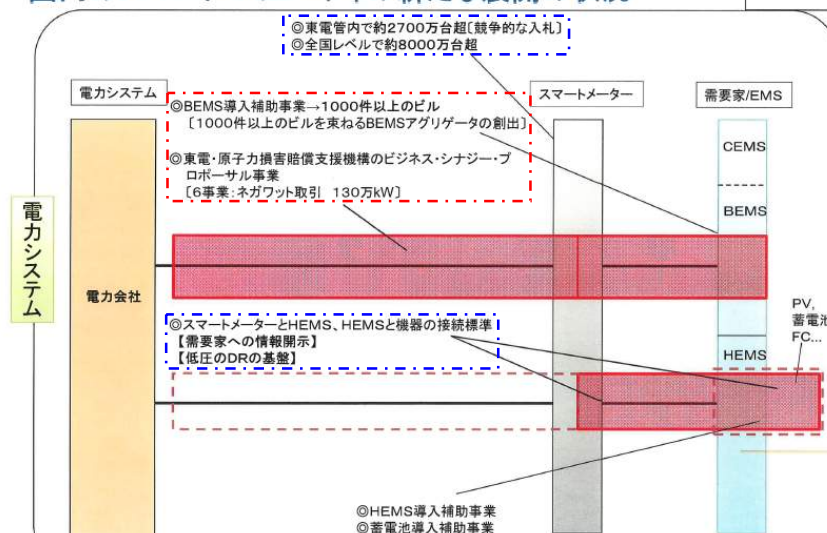 ◎東電管内で約2700万台超〔競争的な入札〕
◎全国レベルで約8000万台超
電力システム
スマートメーター
需要家/EMS
◎BEMS導入補助事業→1000件以上のビル
〔1000件以上のビルを束ねるBEMSアグリゲータの創出〕
◎東電・原子力損害賠償支援機構のビジネス・シナジー・プ
ロポーサル事業
〔6事業:ネガワット取引 130万kW〕
CEMS
BEMS
電力システム
電力会社
◎スマートメーターとHEMS、HEMSと機器の接続標準
【需要家への情報開示】
【低圧のDRの基盤】
HEMS
PV,
蓄電池
FC...
◎HEMS導入補助事業
◎蓄電池導入補助事業